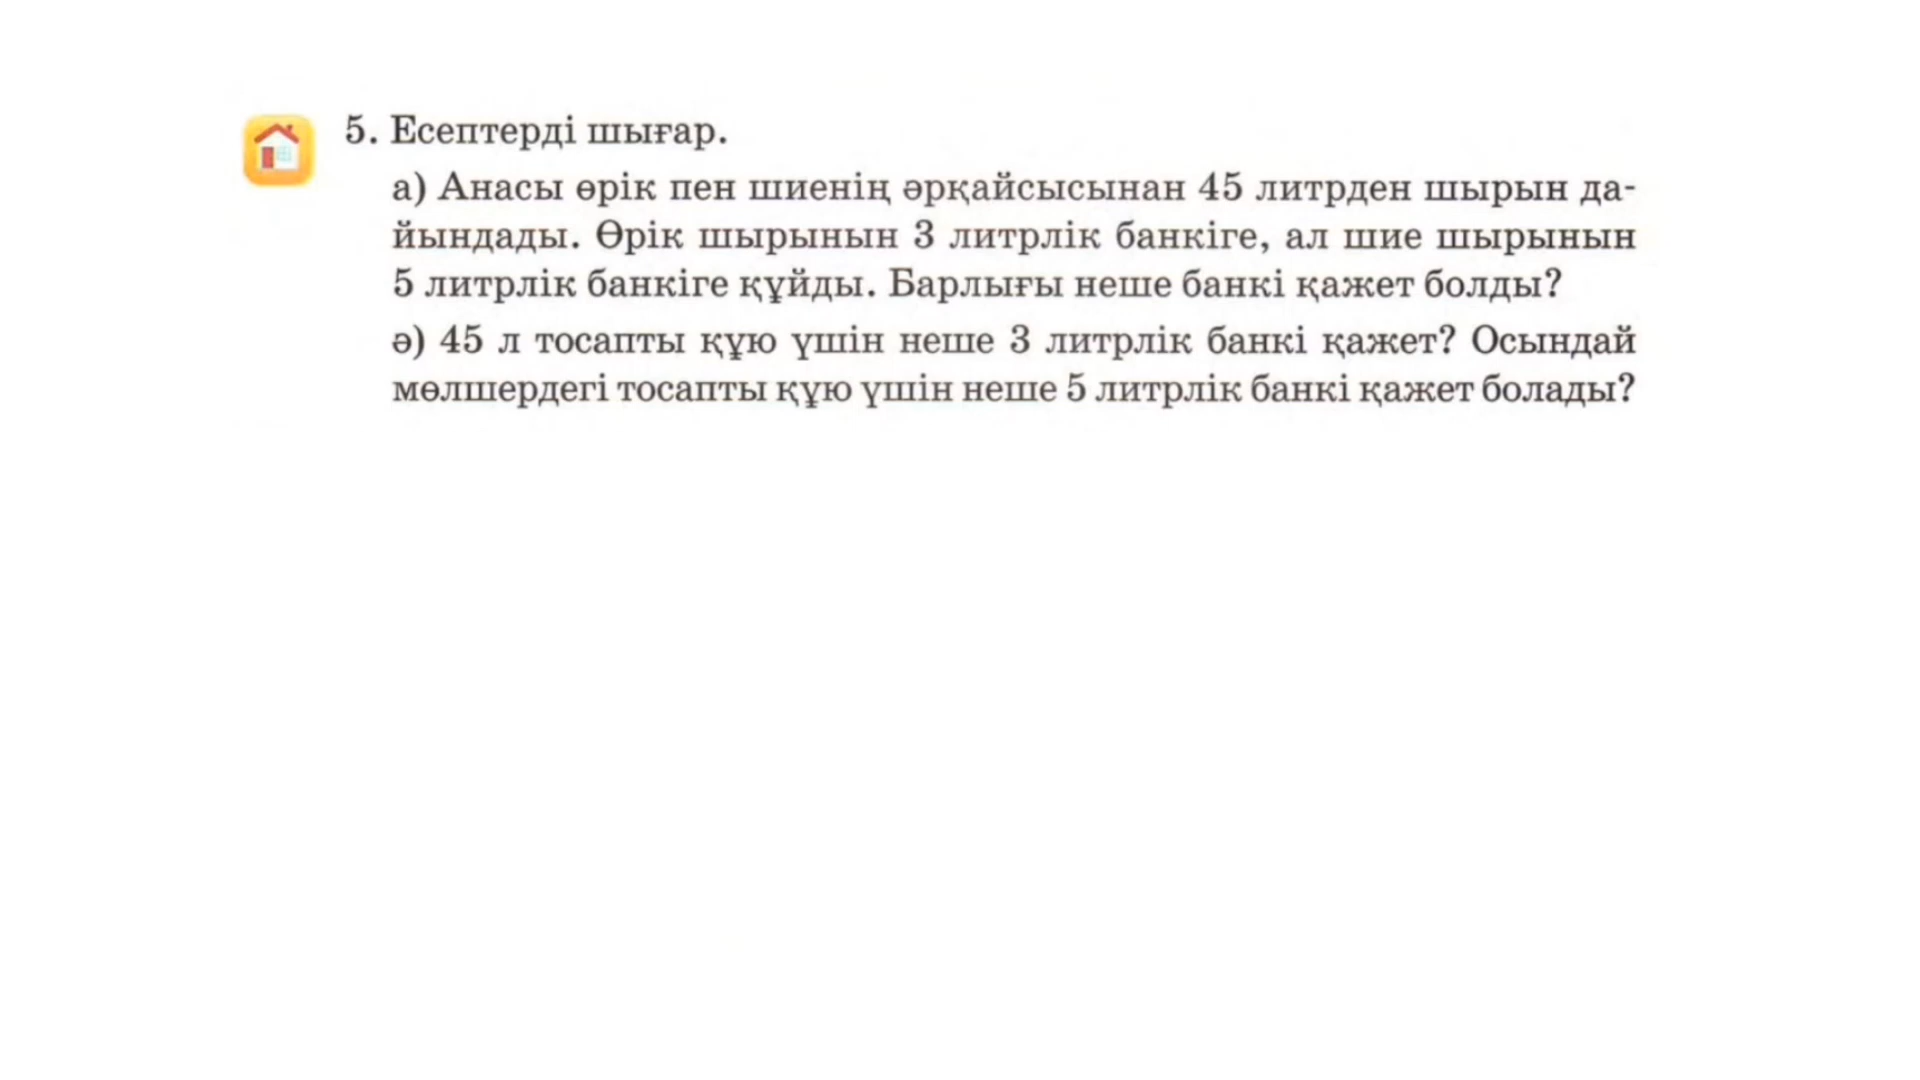 5. Есептерді шығар.
а) Анасы өрік пен шиенің әрқайсысынан 45 литрден шырын да-
йындады. Өрік шырынын 3 литрлік банкіге, ал шие шырынын
5 литрлік банкіге құйды. Барлығы неше банкі қажет болды?
ә) 45 л тосапты құю үшін неше 3 литрлік банкі қажет? Осындай
мөлшердегі тосапты құю үшін неше 5 литрлік банкі қажет болады?